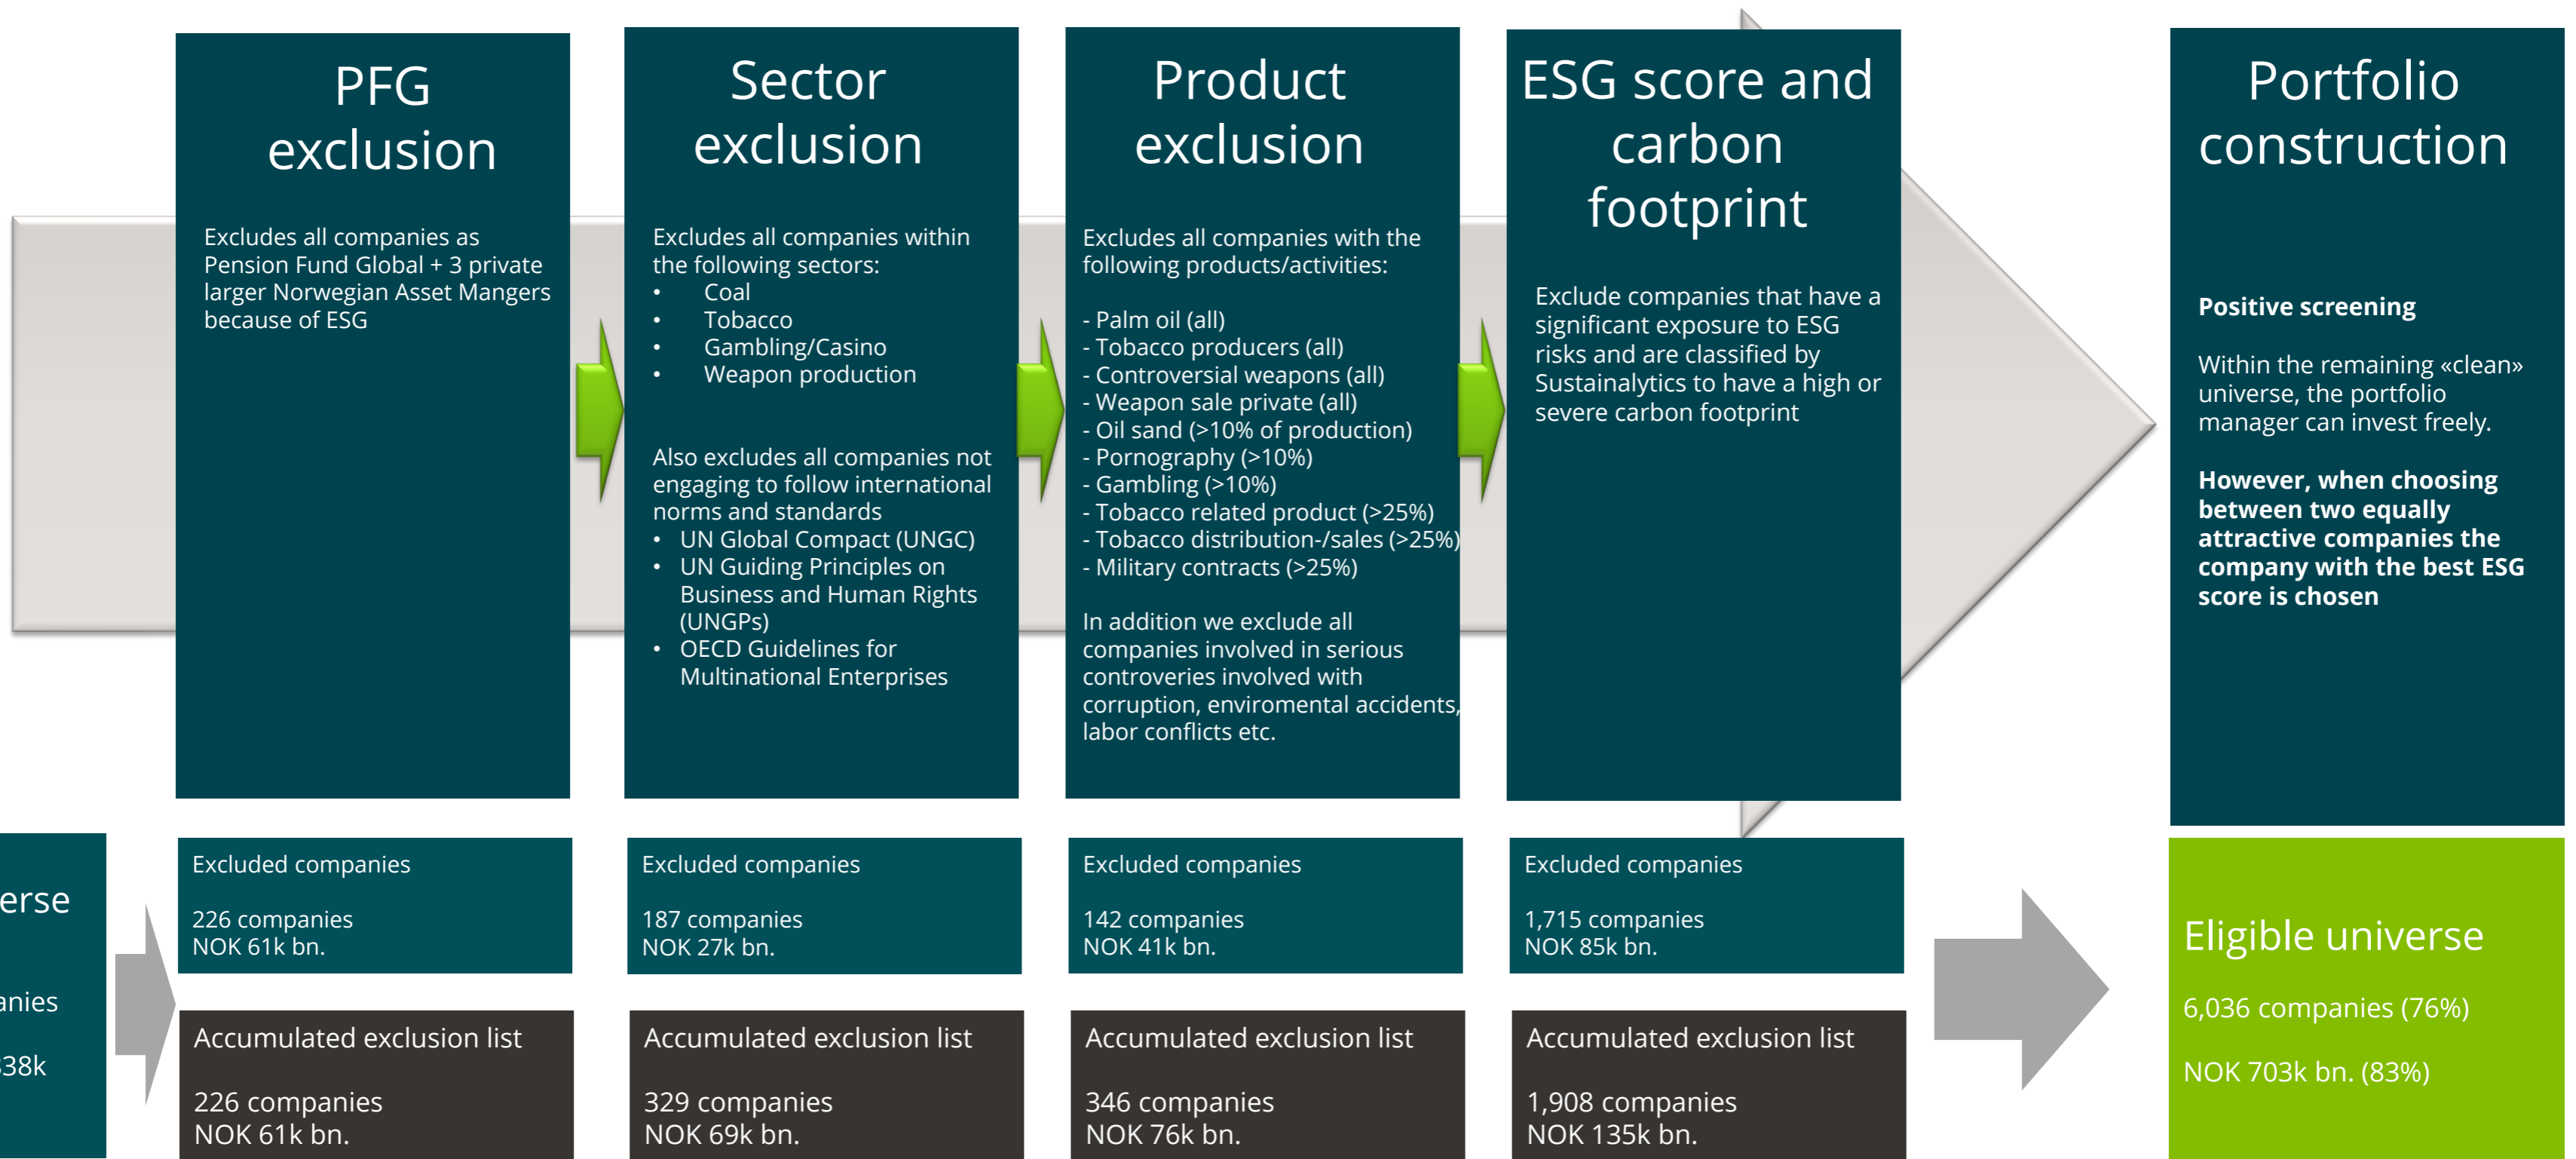 PFG
exclusion
Excludes all companies as
Pension Fund Global + 3 private
larger Norwegian Asset Mangers
because of ESG
Sector
exclusion
Excludes all companies within
the following sectors:
• Coal
• Tobacco
• Gambling/Casino
• Weapon production
Also excludes all companies not
engaging to follow international
norms and standards
• UN Global Compact (UNGC)
• UN Guiding Principles on
Business and Human Rights
(UNGPs)
• OECD Guidelines for
Multinational Enterprises
Product
exclusion
Excludes all companies with the
following products/activities:
- Palm oil (all)
- Tobacco producers (all)
- Controversial weapons (all)
- Weapon sale private (all)
- Oil sand (>10% of production)
- Pornography (>10%)
- Gambling (>10%)
- Tobacco related product (>25%)
- Tobacco distribution-/sales (>25%)
- Military contracts (>25%)
In addition we exclude all
companies involved in serious
controveries involved with
corruption, enviromental accidents,
labor conflicts etc.
ESG score and
carbon
footprint
Exclude companies that have a
significant exposure to ESG
risks and are classified by
Sustainalytics to have a high or
severe carbon footprint
Portfolio
construction
Positive screening
Within the remaining «clean»
universe, the portfolio
manager can invest freely.
However, when choosing
between two equally
attractive companies the
company with the best ESG
score is chosen
erse
anies
38k
Excluded companies
226 companies
NOK 61k bn.
Excluded companies
187 companies
NOK 27k bn.
Excluded companies
142 companies
NOK 41k bn.
Excluded companies
1,715 companies
NOK 85k bn.
Accumulated exclusion list
226 companies
NOK 61k bn.
Accumulated exclusion list
329 companies
NOK 69k bn.
Accumulated exclusion list
346 companies
NOK 76k bn.
Accumulated exclusion list
1,908 companies
NOK 135k bn.
Eligible universe
6,036 companies (76%)
NOK 703k bn. (83%)